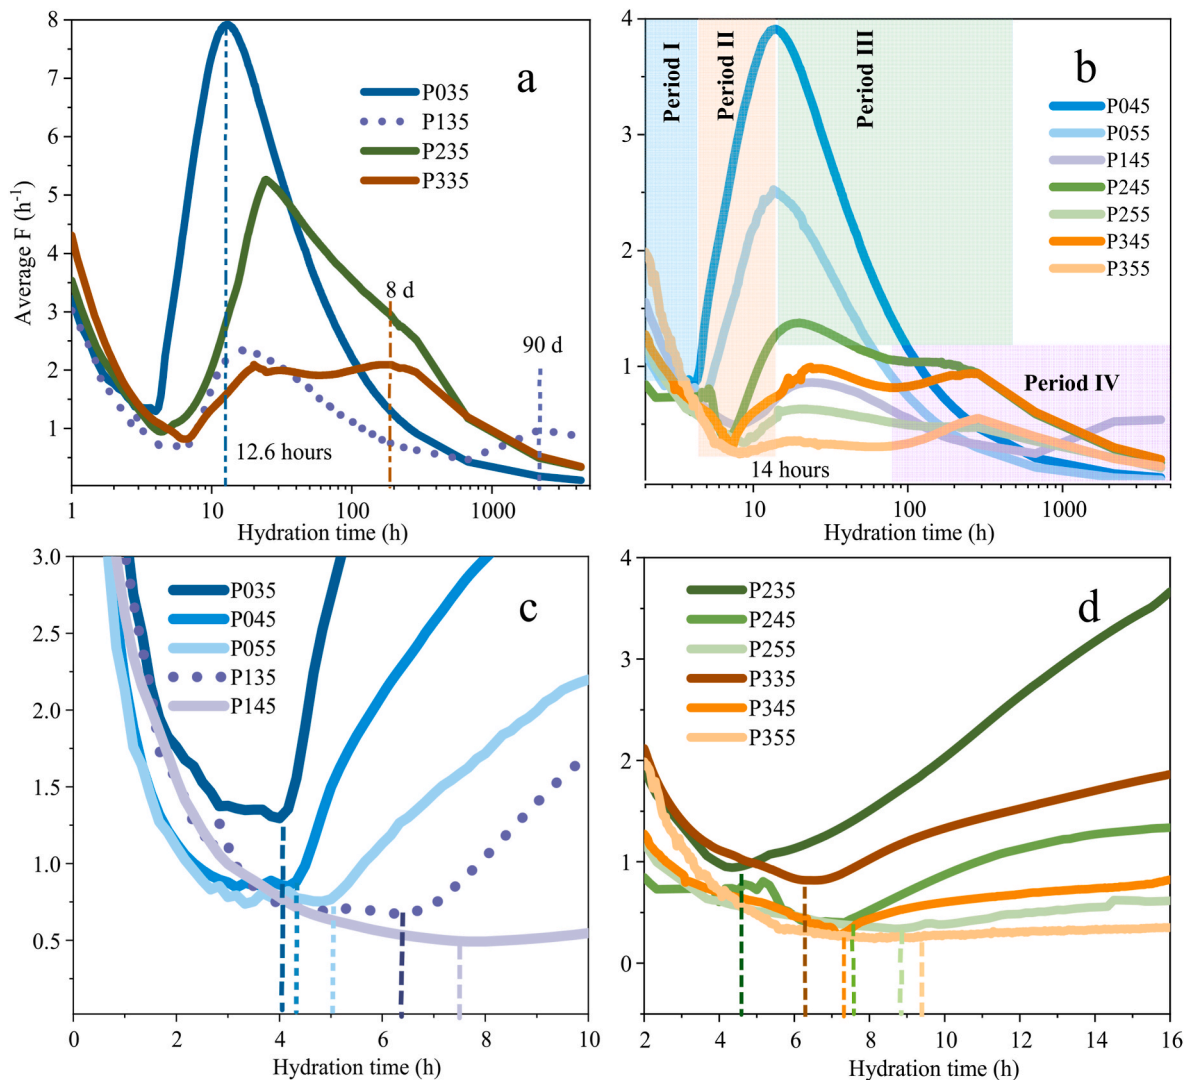 a
P035
P135
P235
P335
8 d
90 d
12.6 hours
Average F (h-1)
8
7
6
5
4
3
2
1
1
10
100
1000
Hydration time (h)
b
Period I
Period II
Period III
Period IV
P045
P055
P145
P245
P255
P345
P355
14 hours
4
3
2
1
10
100
1000
Hydration time (h)
c
P035
P045
P055
P135
P145
3.0
2.5
2.0
1.5
1.0
0.5
0
2
4
6
8
10
Hydration time (h)
d
P235
P245
P255
P335
P345
P355
4
3
2
1
0
2
4
6
8
10
12
14
16
Hydration time (h)